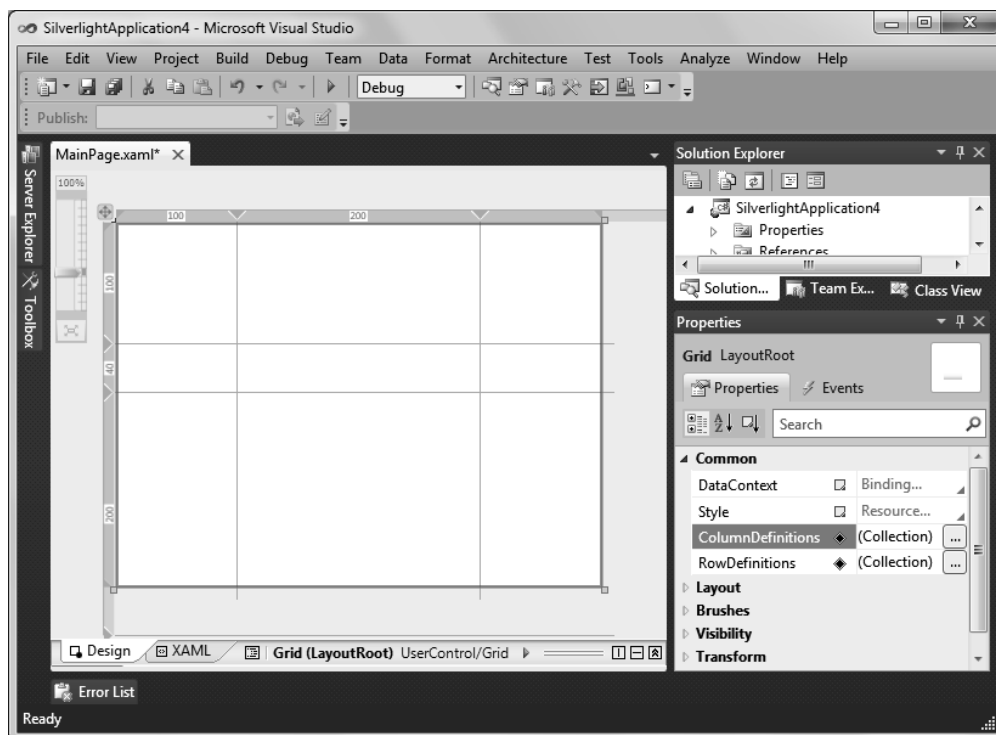 SilverlightApplication4 - Microsoft Visual Studio
File Edit View Project Build Debug Team Data Format Architecture Test Tools Analyze Window Help
Debug
Publish:
Server Explorer
Toolbox
MainPage.xaml* X
100%
100 200
100
40
200
Design XAML Grid (LayoutRoot) UserControl/Grid
Solution Explorer
SilverlightApplication4
Properties
References
Solution... Team Ex... Class View
Properties
Grid LayoutRoot
Properties Events
Search
Common
DataContext Binding...
Style Resource...
ColumnDefinitions (Collection) ...
RowDefinitions (Collection) ...
Layout
Brushes
Visibility
Transform
Error List
Ready